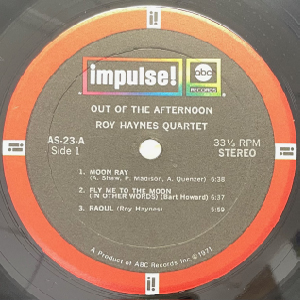 impulse!
abc
RECORDS
OUT OF THE AFTERNOON
ROY HAYNES QUARTET
AS-23-A
Side 1
33⅓ RPM
STEREO
1. MOON RAY
(A. Shaw, P. Madison, A. Quenzer) 6:38
2. FLY ME TO THE MOON
(IN OTHER WORDS) (Bart Howard) 6:37
3. RAOUL (Roy Haynes) 5:59
A Product of ABC Records Inc. ©1971